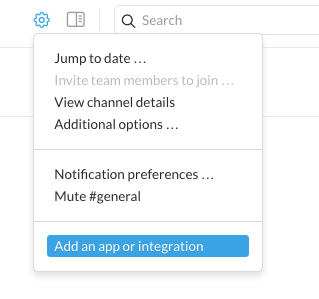 Search
Jump to date …
Invite team members to join …
View channel details
Additional options …
Notification preferences …
Mute #general
Add an app or integration